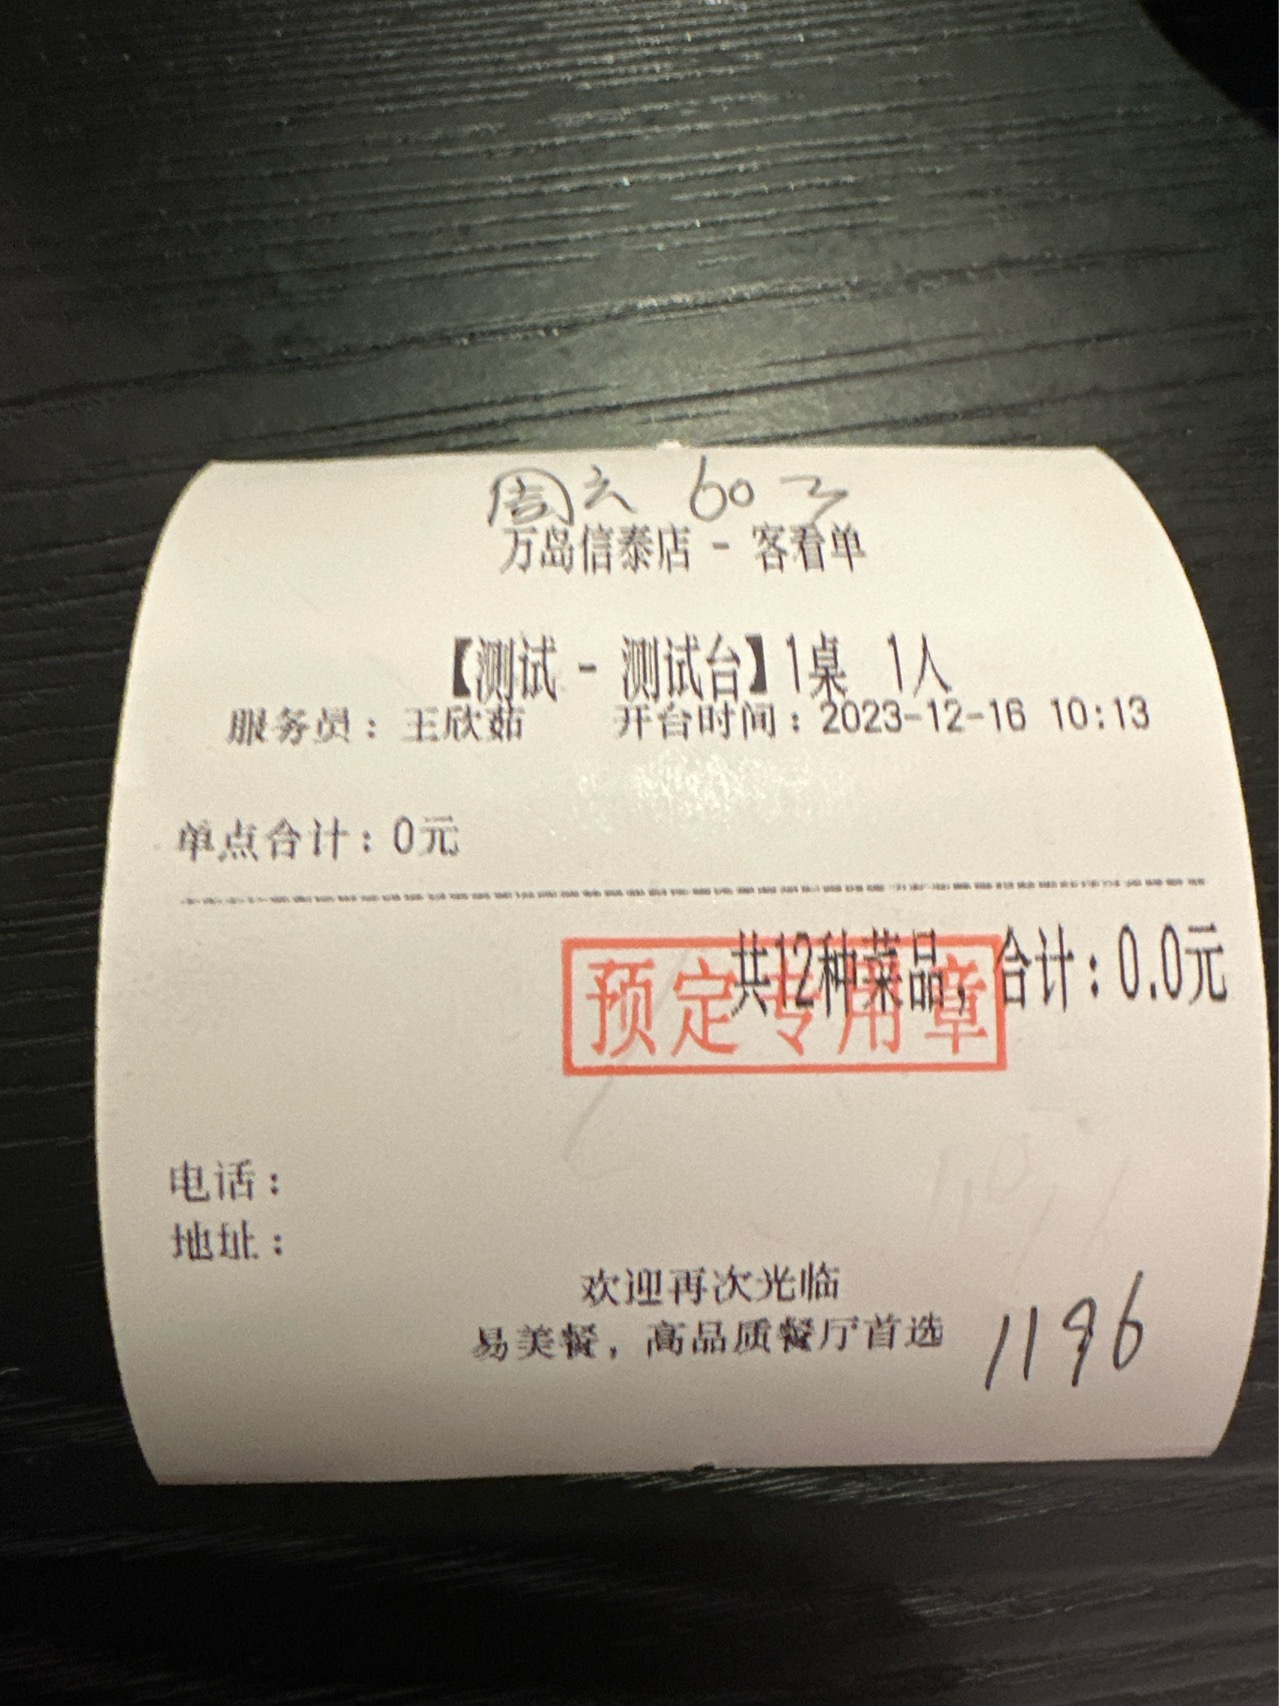 周六 60
万岛信泰店 - 客看单
【测试 - 测试台】1桌 1人
服务员：王欣茹 开台时间：2023-12-16 10:13
单点合计：0元
共12种菜品，合计：0.0元
预定专用章
电话：
地址：
欢迎再次光临
易美餐，高品质餐厅首选
1196